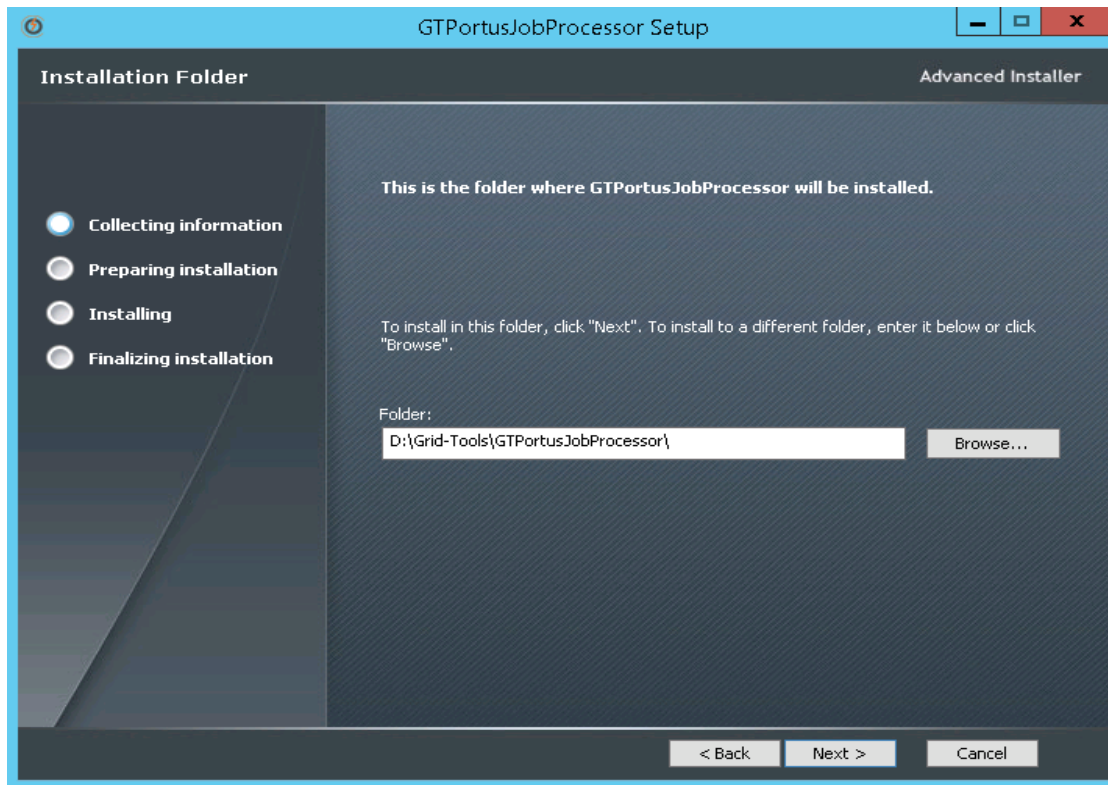 GTPortusJobProcessor Setup
Installation Folder
Advanced Installer
Collecting information
Preparing installation
Installing
Finalizing installation
This is the folder where GTPortusJobProcessor will be installed.
To install in this folder, click "Next". To install to a different folder, enter it below or click
"Browse".
Folder:
D:\Grid-Tools\GTPortusJobProcessor\
Browse...
< Back
Next >
Cancel